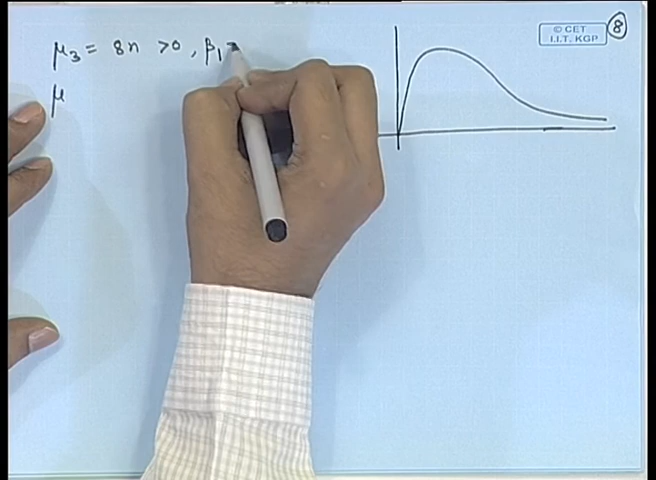 μ₃ = 8n > 0, β₁ =
μ
© CET
I.I.T. KGP
8